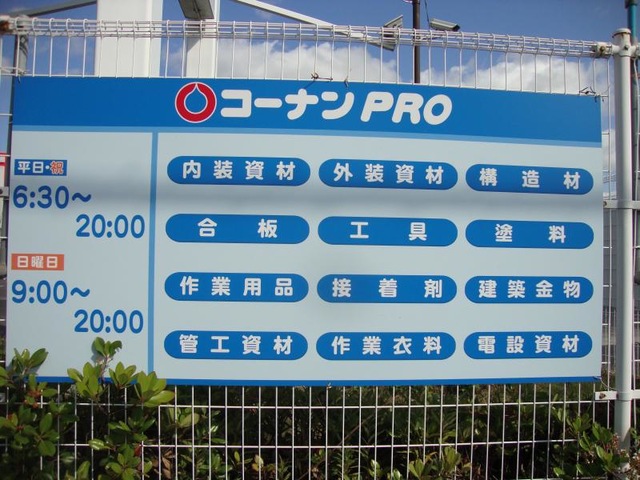 コーナンPRO
平日・祝
6:30～
20:00
日曜日
9:00～
20:00
内装資材 外装資材 構造材
合板 工具 塗料
作業用品 接着剤 建築金物
管工資材 作業衣料 電設資材